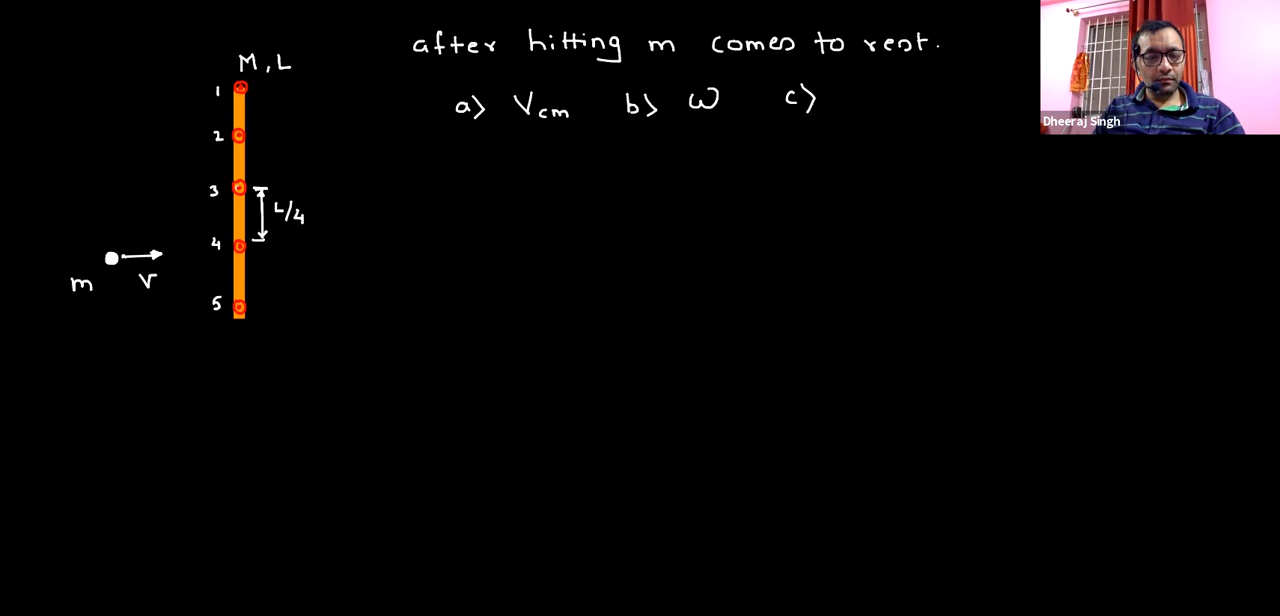 after hitting m comes to rest.
M, L
a) Vcm b) ω c)
1
2
3
L/4
4
m v
5
Dheeraj Singh